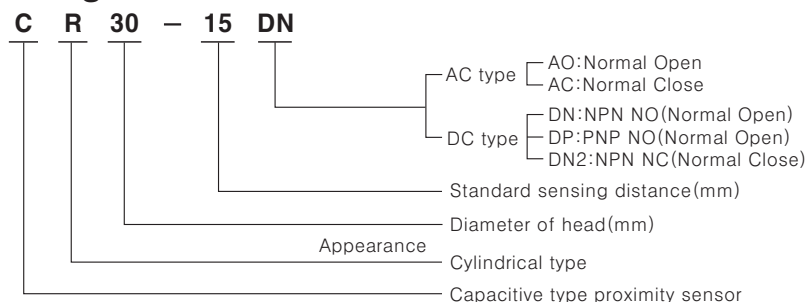 C R 30 － 15 DN
AC type
AO:Normal Open
AC:Normal Close
DC type
DN:NPN NO(Normal Open)
DP:PNP NO(Normal Open)
DN2:NPN NC(Normal Close)
Standard sensing distance(mm)
Diameter of head(mm)
Appearance
Cylindrical type
Capacitive type proximity sensor